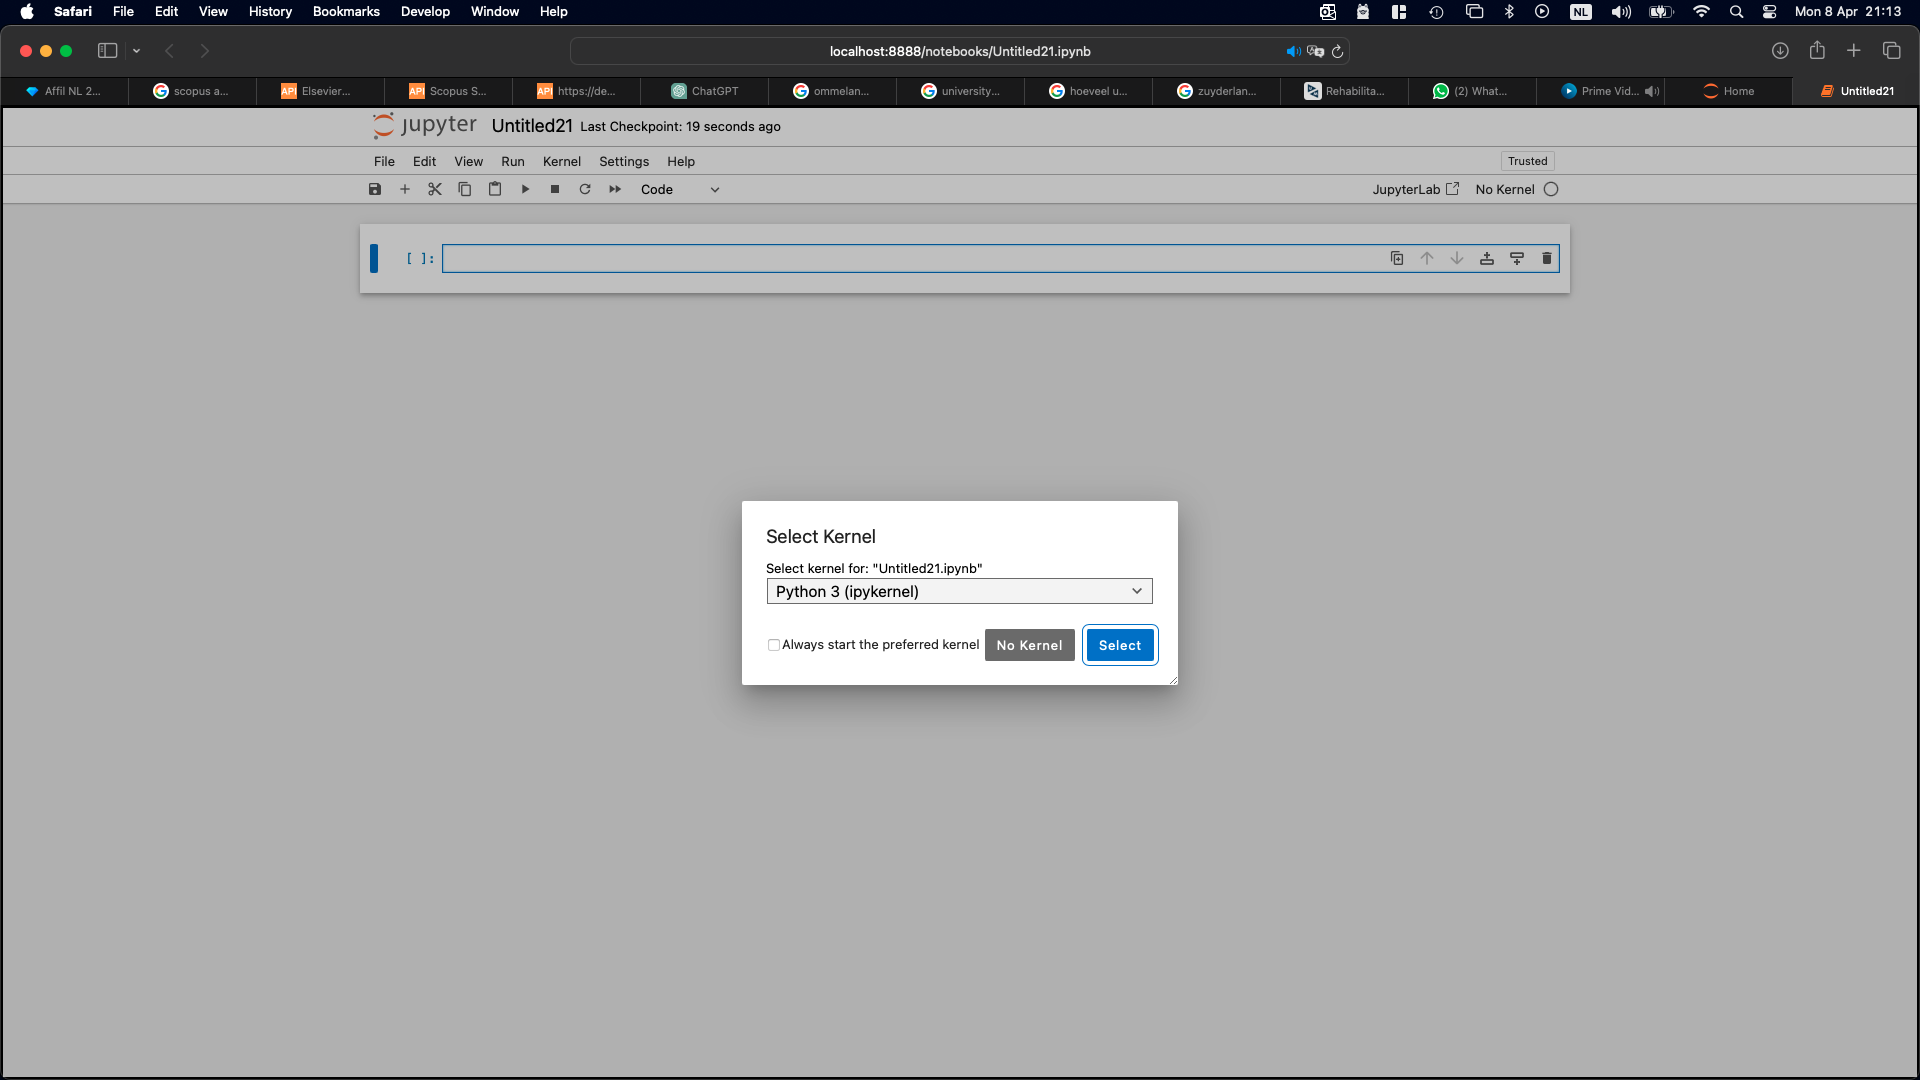 Safari File Edit View History Bookmarks Develop Window Help NL Mon 8 Apr 21:13
localhost:8888/notebooks/Untitled21.ipynb
Affil NL 2... scopus a... API Elsevier... API Scopus S... API https://de... ChatGPT ommelan... university... hoeveel u... zuyderlan... Rehabilita... (2) What... Prime Vid... Home Untitled21
jupyter Untitled21 Last Checkpoint: 19 seconds ago
File Edit View Run Kernel Settings Help Trusted
Code JupyterLab No Kernel
[ ]:
Select Kernel
Select kernel for: "Untitled21.ipynb"
Python 3 (ipykernel)
Always start the preferred kernel No Kernel Select